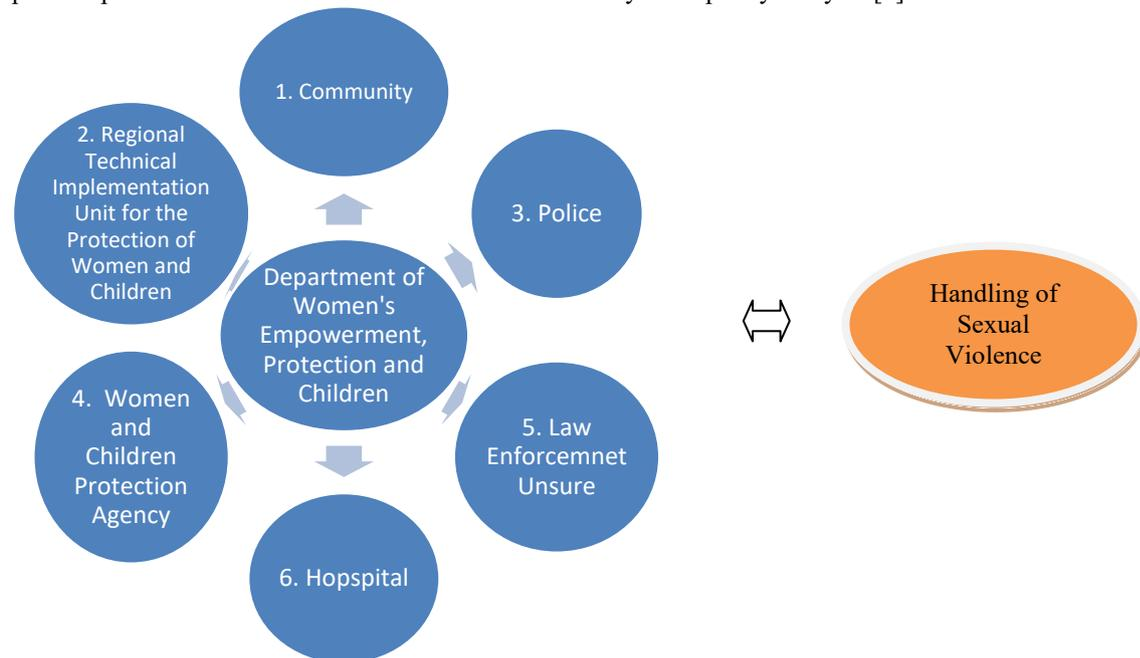 1. Community
2. Regional
Technical
Implementation
Unit for the
Protection of
Women and
Children
3. Police
Department of
Women's
Empowerment,
Protection and
Children
Handling of
Sexual
Violence
4. Women
and
Children
Protection
Agency
5. Law
Enforcemnet
Unsure
6. Hopspital